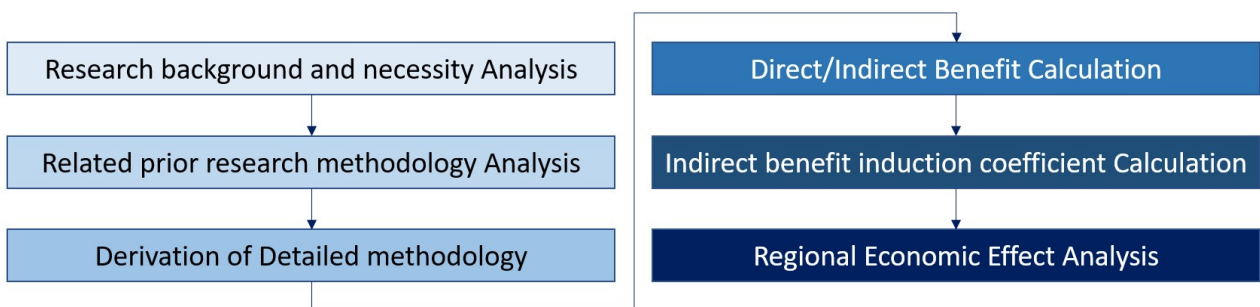 Research background and necessity Analysis
Related prior research methodology Analysis
Derivation of Detailed methodology
Direct/Indirect Benefit Calculation
Indirect benefit induction coefficient Calculation
Regional Economic Effect Analysis